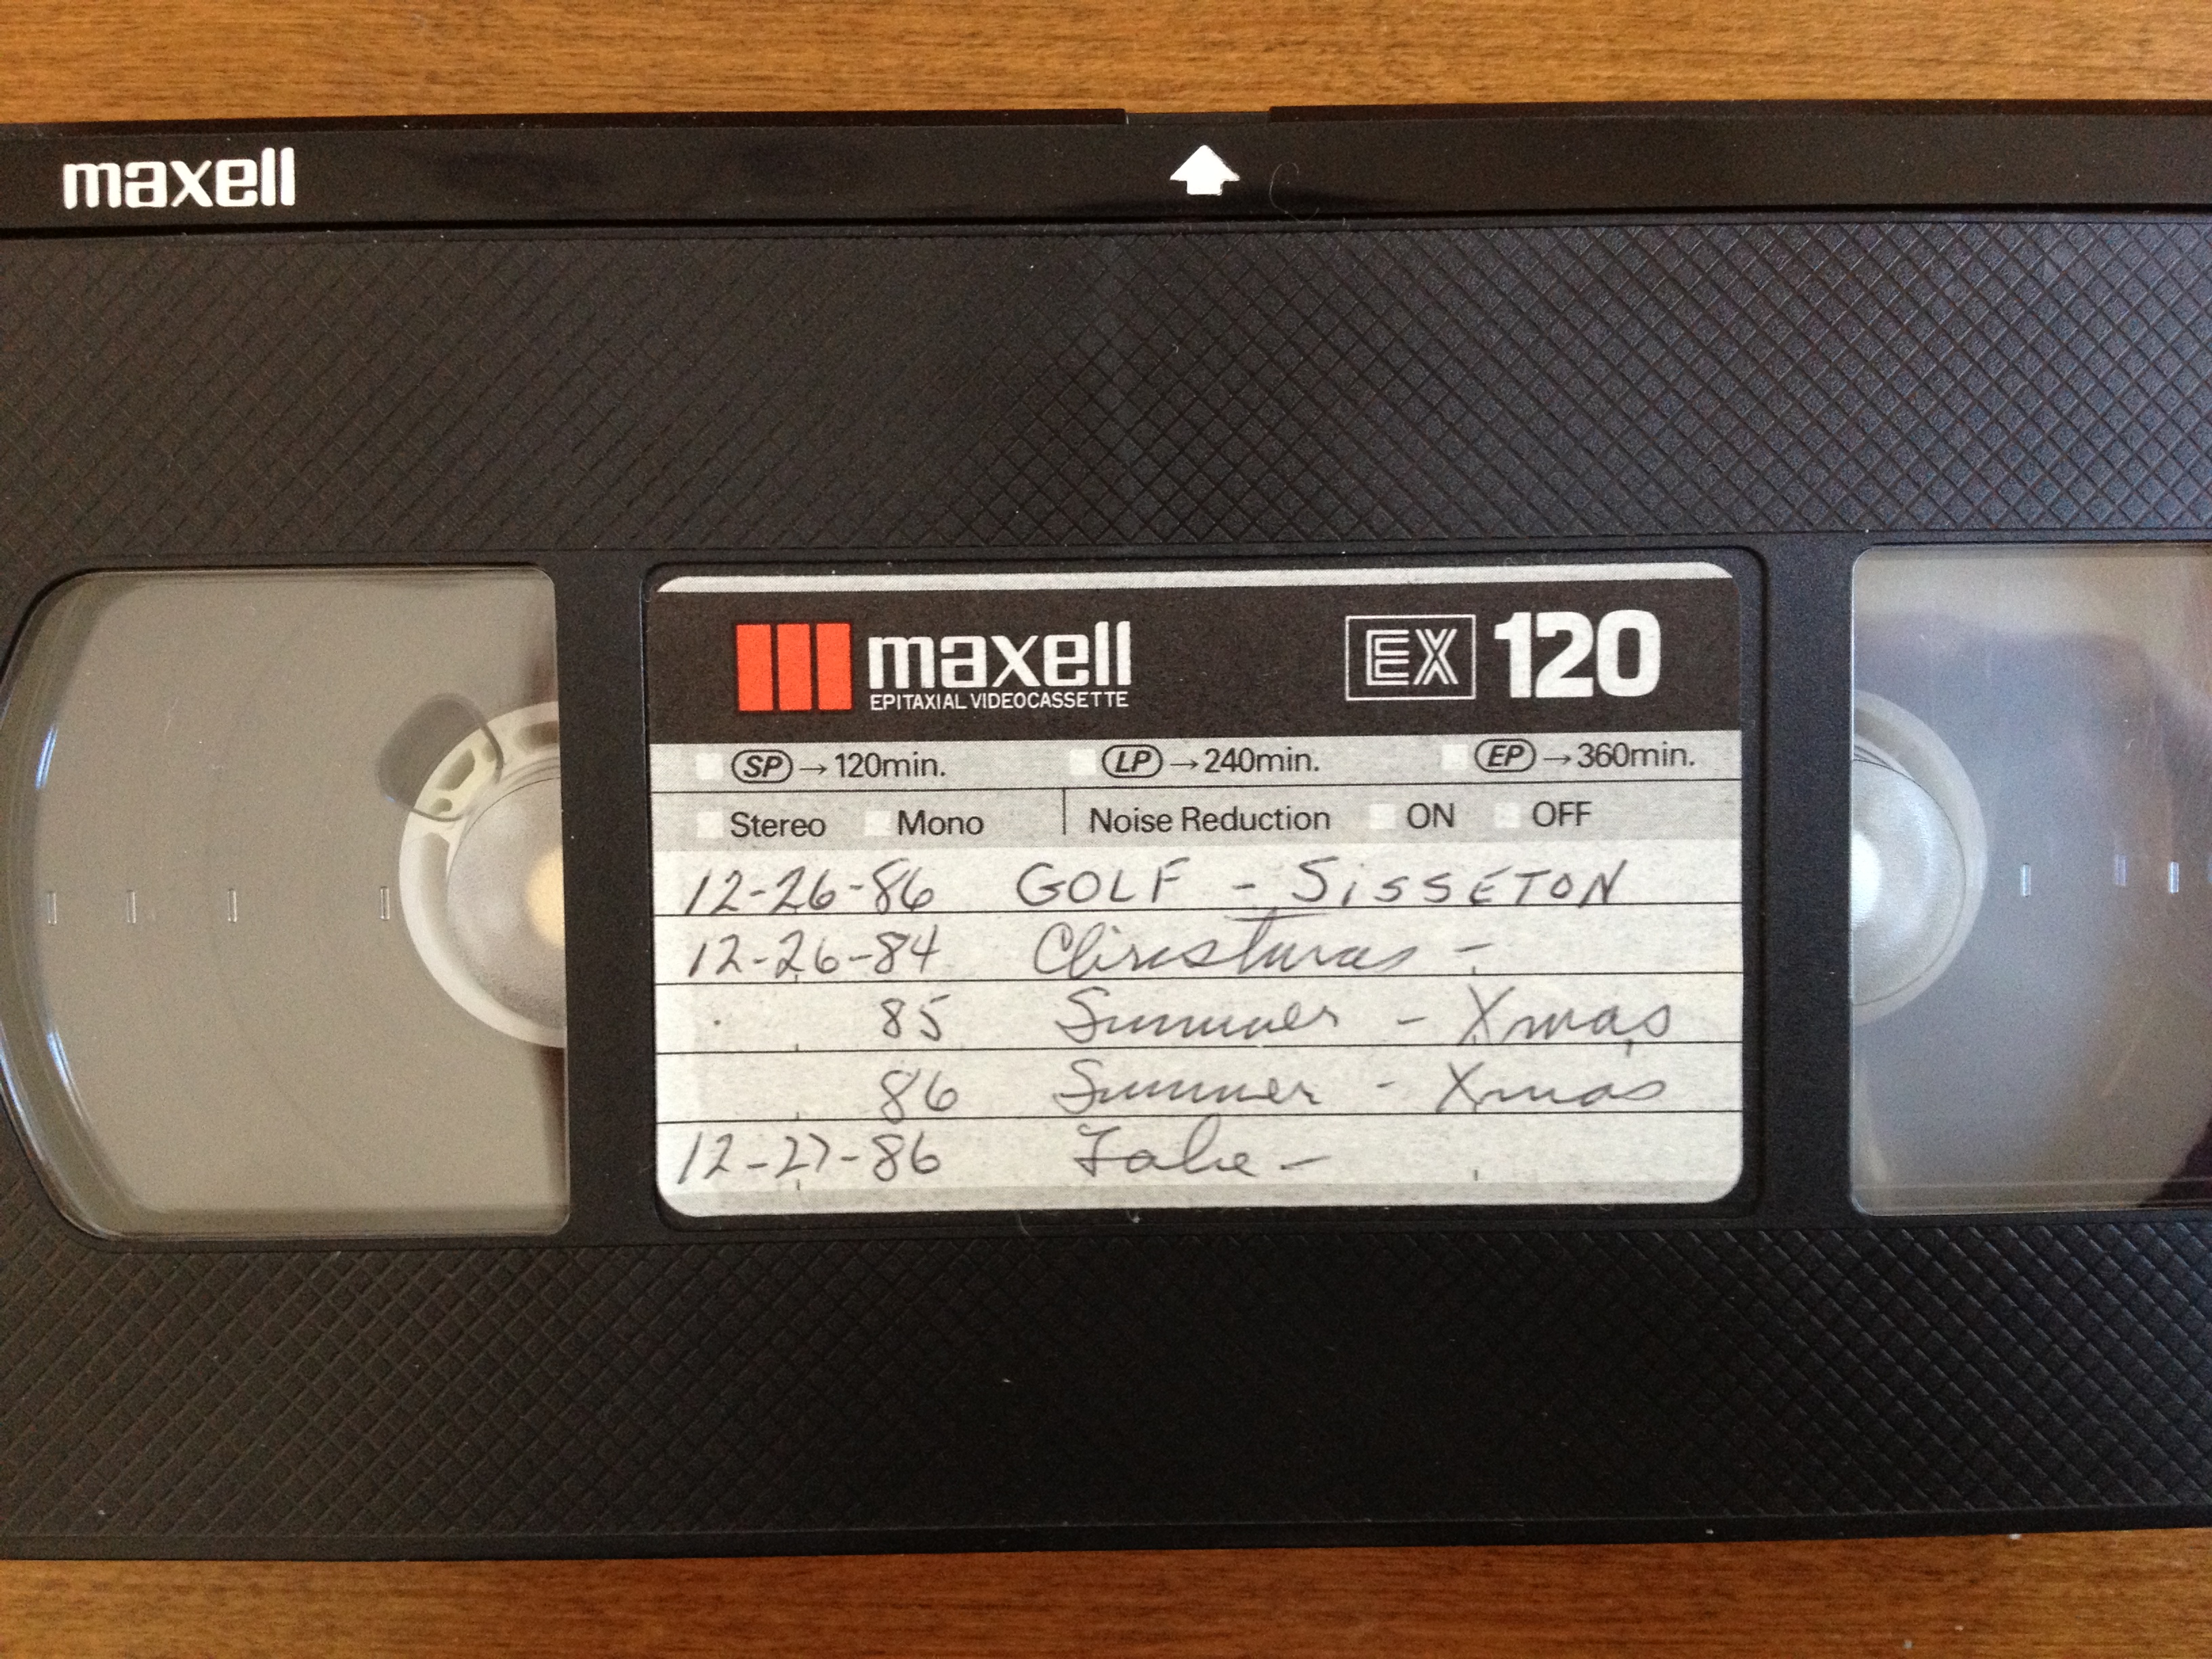 maxell
maxell EX 120
EPITAXIAL VIDEOCASSETTE
SP → 120min. LP → 240min. EP → 360min.
Stereo Mono Noise Reduction ON OFF
12-26-86 GOLF - SISSETON
12-26-84 Christmas -
85 Summer - Xmas
86 Summer - Xmas
12-27-86 -